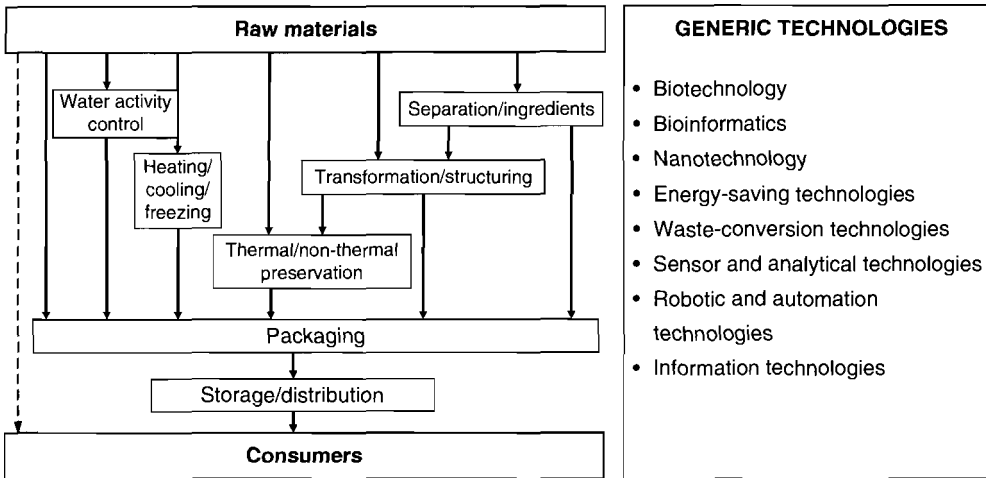 Raw materials
Water activity
control
Heating/
cooling/
freezing
Separation/ingredients
Transformation/structuring
Thermal/non-thermal
preservation
Packaging
Storage/distribution
Consumers
GENERIC TECHNOLOGIES
• Biotechnology
• Bioinformatics
• Nanotechnology
• Energy-saving technologies
• Waste-conversion technologies
• Sensor and analytical technologies
• Robotic and automation
technologies
• Information technologies